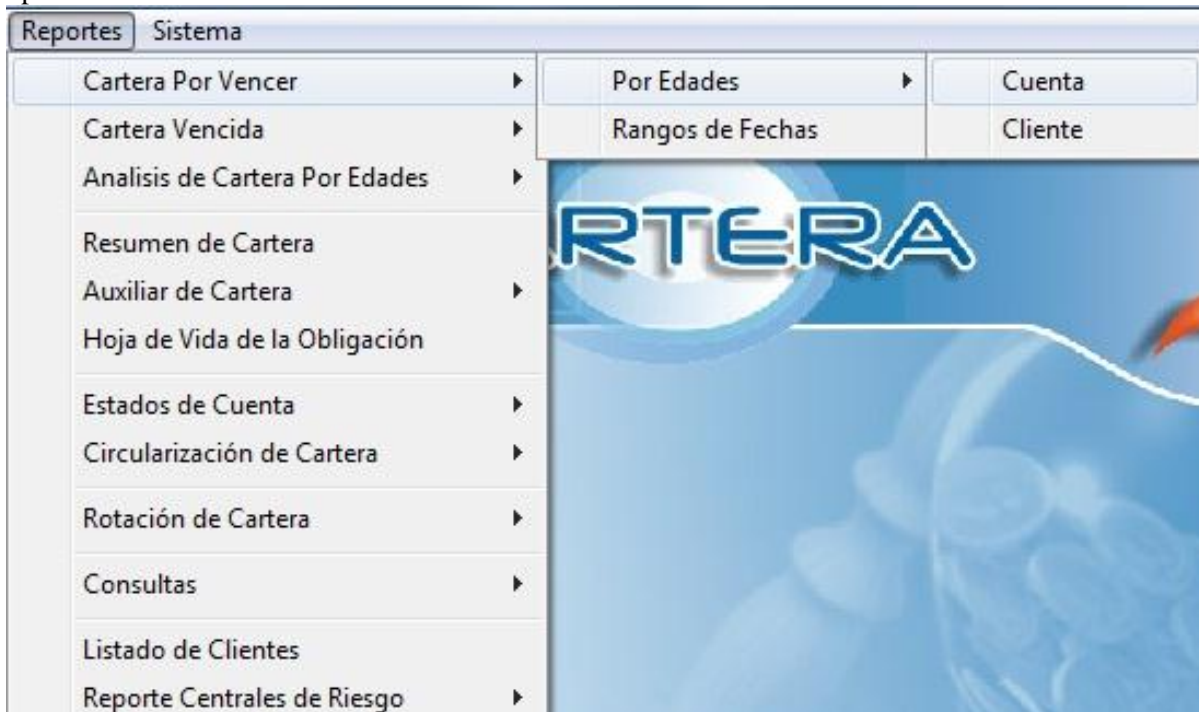 Reportes Sistema
Cartera Por Vencer Por Edades Cuenta
Cartera Vencida Rangos de Fechas Cliente
Analisis de Cartera Por Edades
RTERA
Resumen de Cartera
Auxiliar de Cartera
Hoja de Vida de la Obligación
Estados de Cuenta
Circularización de Cartera
Rotación de Cartera
Consultas
Listado de Clientes
Reporte Centrales de Riesgo